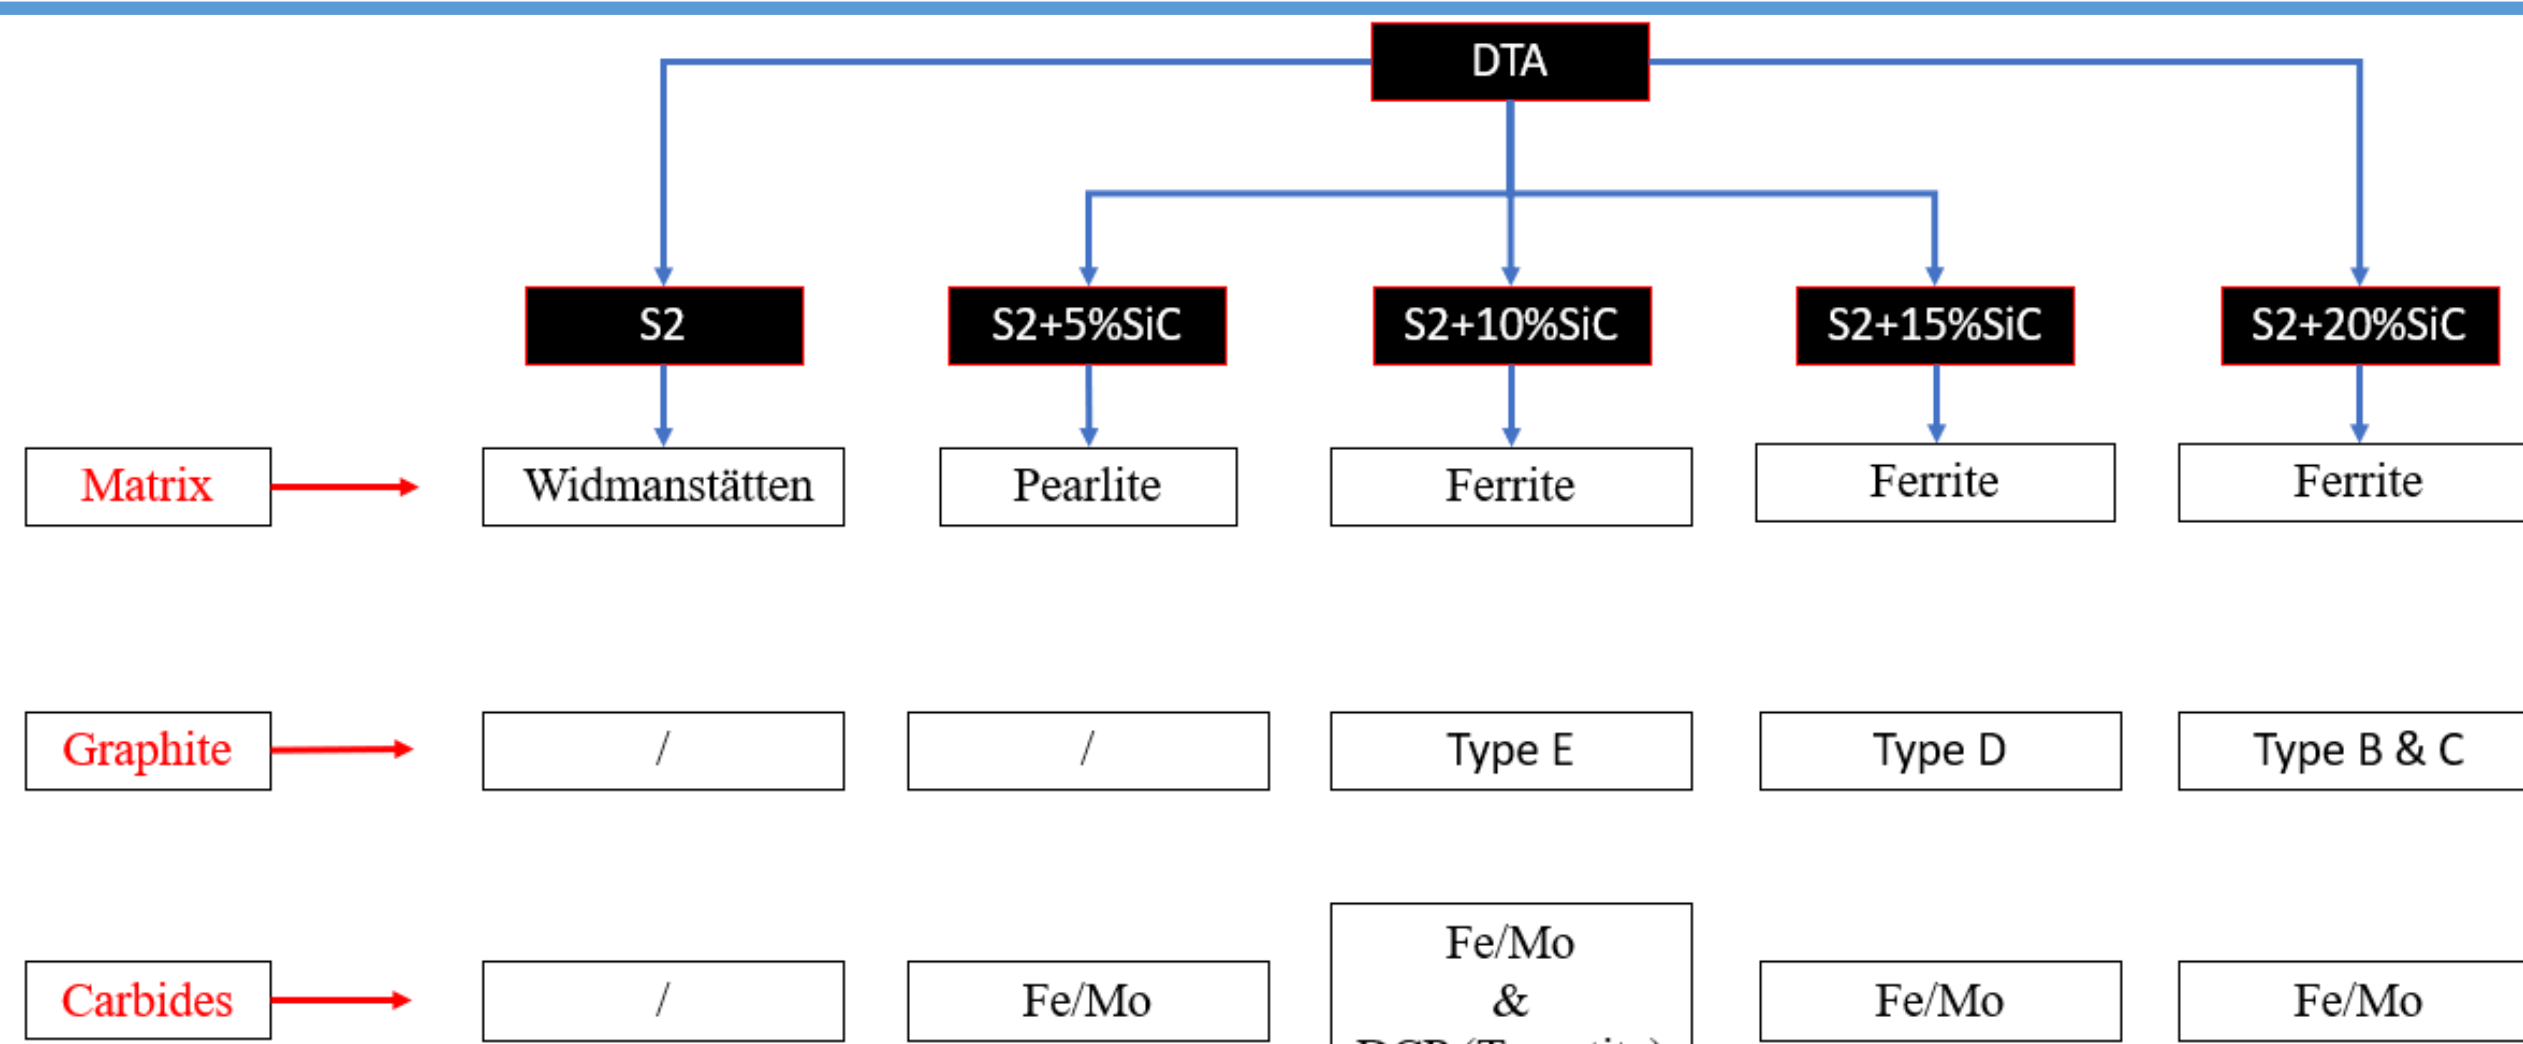 DTA
S2 S2+5%SiC S2+10%SiC S2+15%SiC S2+20%SiC
Matrix Widmanstätten Pearlite Ferrite Ferrite Ferrite
Graphite / / Type E Type D Type B & C
Fe/Mo
Carbides / Fe/Mo & Fe/Mo Fe/Mo